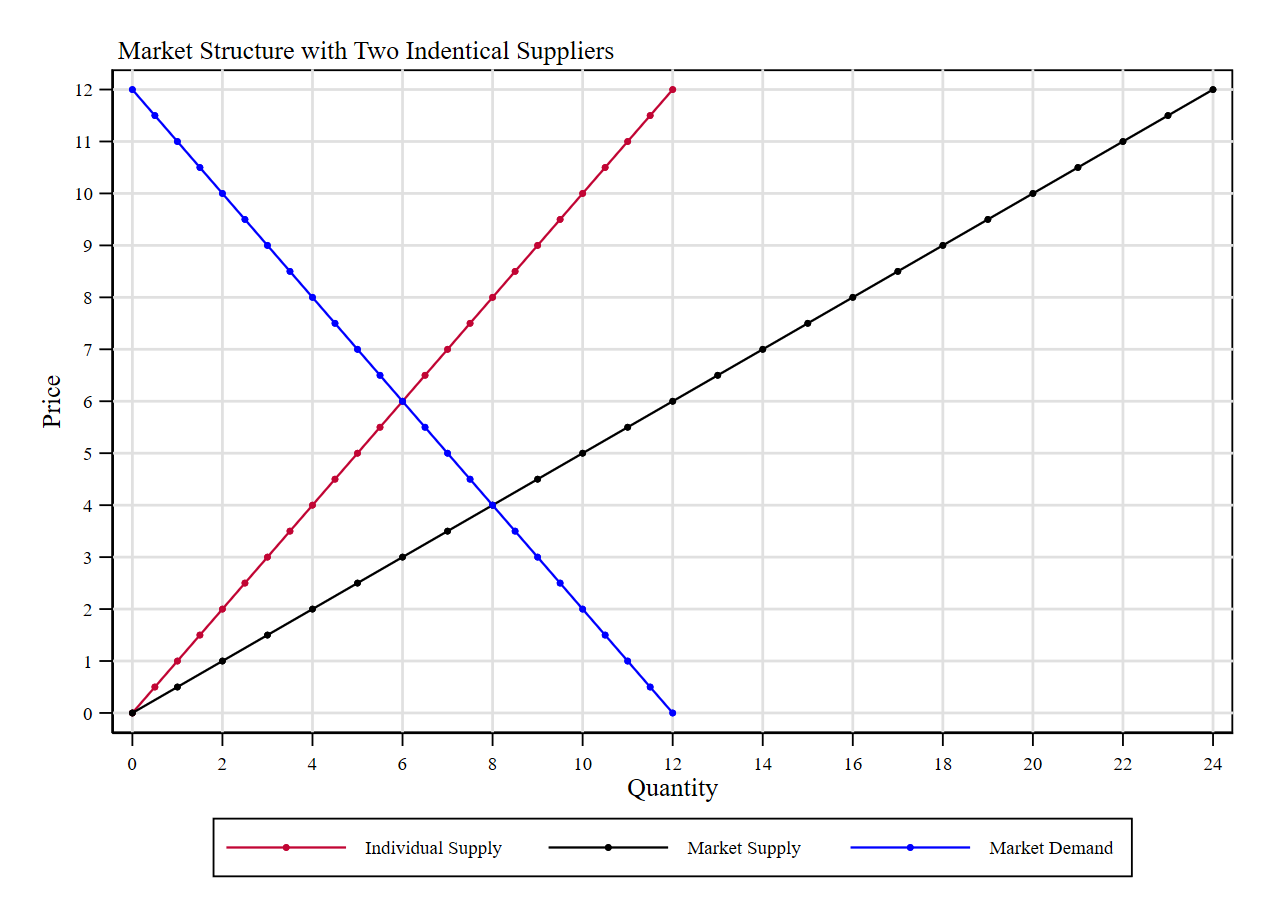 Market Structure with Two Indentical Suppliers
12
11
10
9
8
7
6
5
4
3
2
1
0
Price
0 2 4 6 8 10 12 14 16 18 20 22 24
Quantity
Individual Supply Market Supply Market Demand